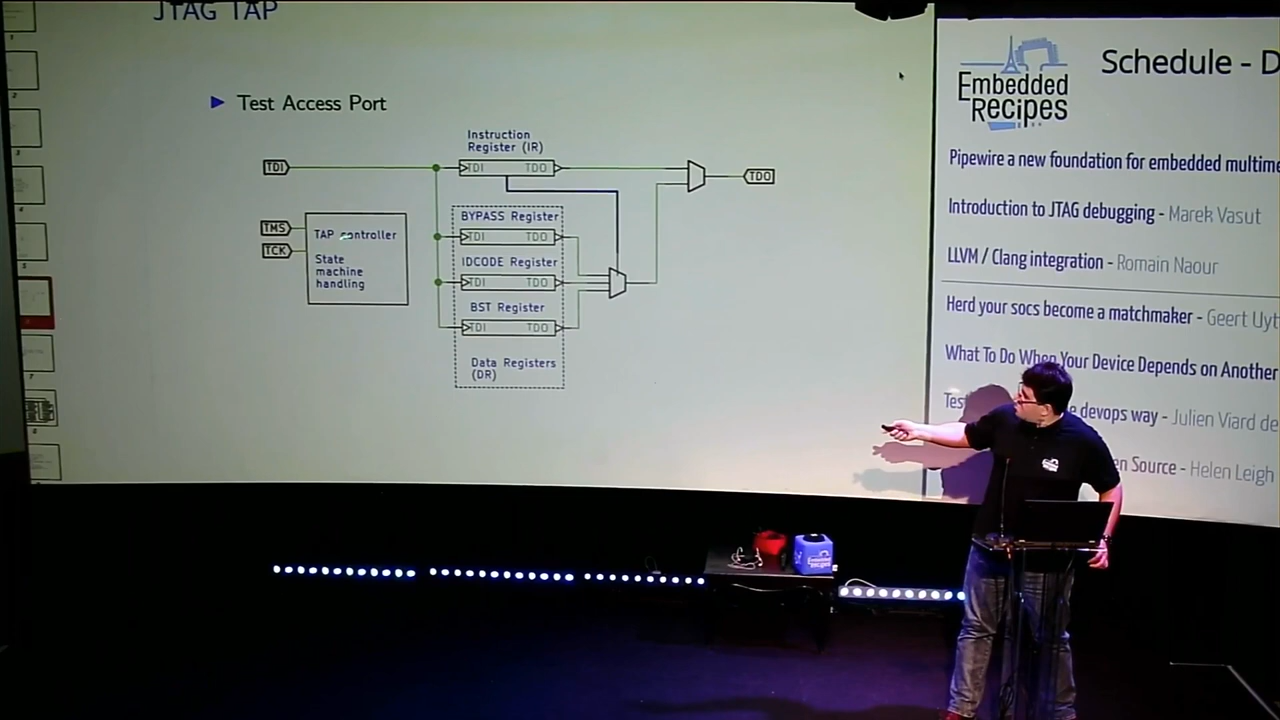 JTAG TAP
Test Access Port
Instruction
Register (IR)
TDI
TDI TDO
TDO
BYPASS Register
TMS
TAP controller
TDI TDO
TCK
State
machine
handling
IDCODE Register
TDI TDO
BST Register
TDI TDO
Data Registers
(DR)
Embedded
Recipes
Schedule - D
Pipewire a new foundation for embedded multime
Introduction to JTAG debugging - Marek Vasut
LLVM / Clang integration - Romain Naour
Herd your socs become a matchmaker - Geert Uyt
What To Do When Your Device Depends on Another
Tes e devops way - Julien Viard de
en Source - Helen Leigh
Embedded
Recipes